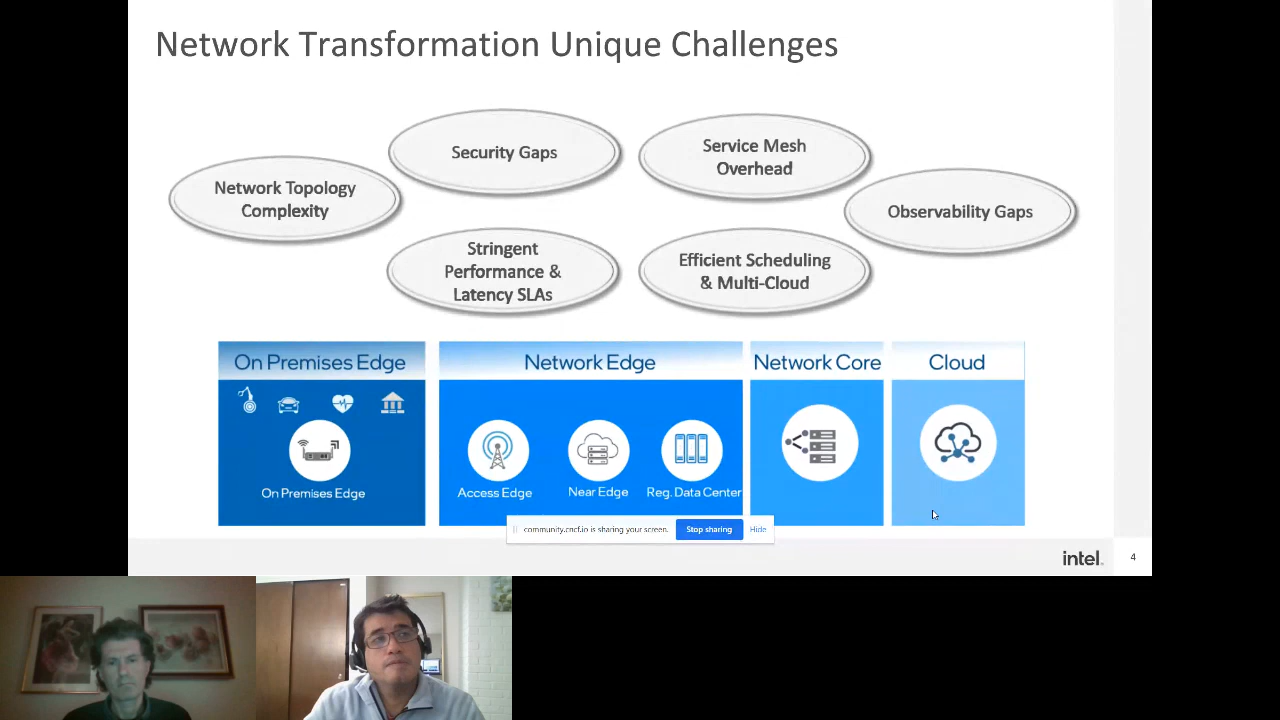 Network Transformation Unique Challenges
Security Gaps
Service Mesh
Overhead
Network Topology
Complexity
Observability Gaps
Stringent
Performance &
Latency SLAs
Efficient Scheduling
& Multi-Cloud
On Premises Edge
Network Edge
Network Core
Cloud
On Premises Edge
Access Edge
Near Edge
Reg. Data Center
community.cncf.io is sharing your screen.
Stop sharing
Hide
intel.
4